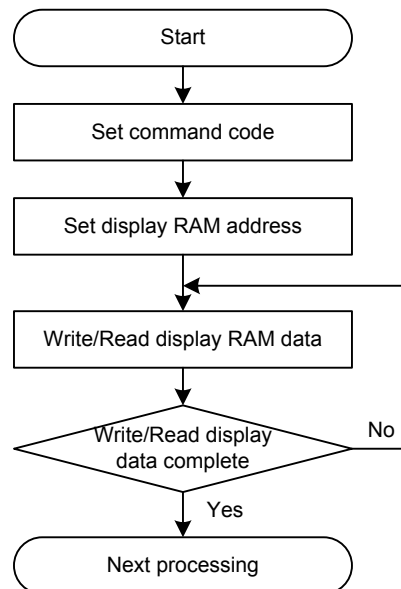 Start
Set command code
Set display RAM address
Write/Read display RAM data
Write/Read display
data complete
No
Yes
Next processing